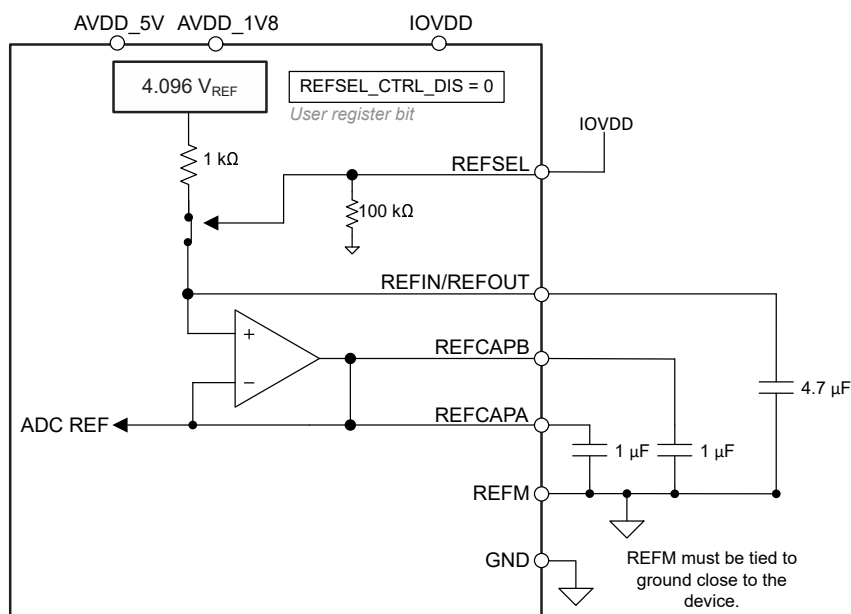 AVDD_5V AVDD_1V8 IOVDD
4.096 VREF
REFSEL_CTRL_DIS = 0
User register bit
IOVDD
1 kΩ
REFSEL
100 kΩ
REFIN/REFOUT
+
REFCAPB
−
4.7 µF
ADC REF
REFCAPA
1 µF
1 µF
REFM
GND
REFM must be tied to
ground close to the
device.